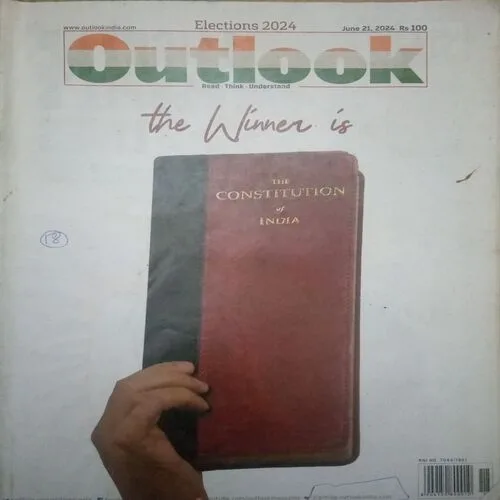 Elections 2024
www.outlookindia.com
June 21, 2024 Rs 100
Outlook
Read · Think · Understand
the Winner is
THE
CONSTITUTION
of
INDIA
18